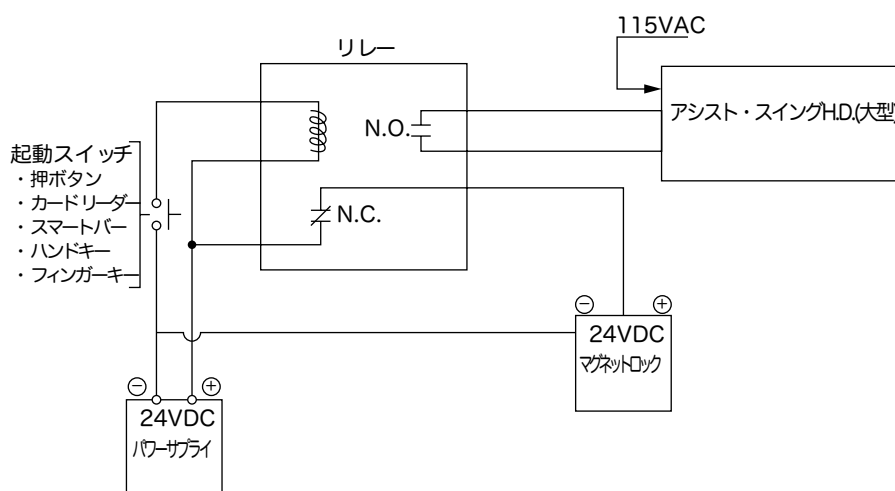 115VAC
リレー
アシスト・スイングH.D.(大型)
N.O.
起動スイッチ
・押ボタン
・カードリーダー
・スマートバー
・ハンドキー
・フィンガーキー
N.C.
⊖ ⊕
24VDC
マグネットロック
⊖ ⊕
24VDC
パワーサプライ